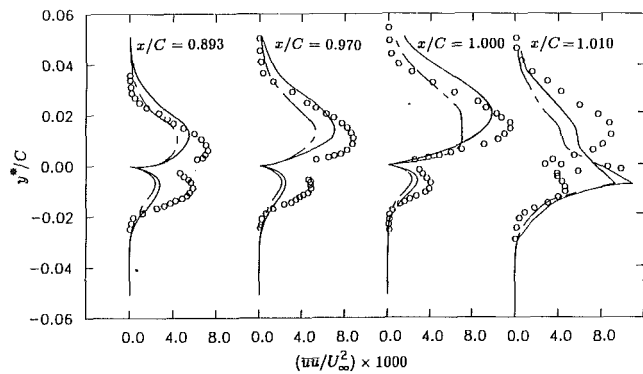 0.06
x/C = 0.893
x/C = 0.970
x/C = 1.000
x/C = 1.010
0.04
0.02
y*/C
0.00
−0.02
−0.04
−0.06
0.0 4.0 8.0 0.0 4.0 8.0 0.0 4.0 8.0 0.0 4.0 8.0
(u̅u̅/U²∞) × 1000